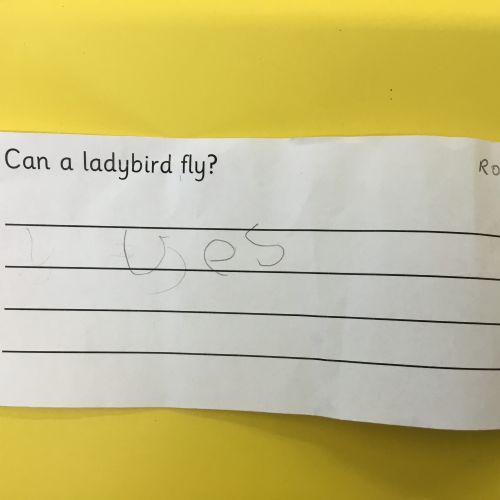 Can a ladybird fly?
Ro
yes